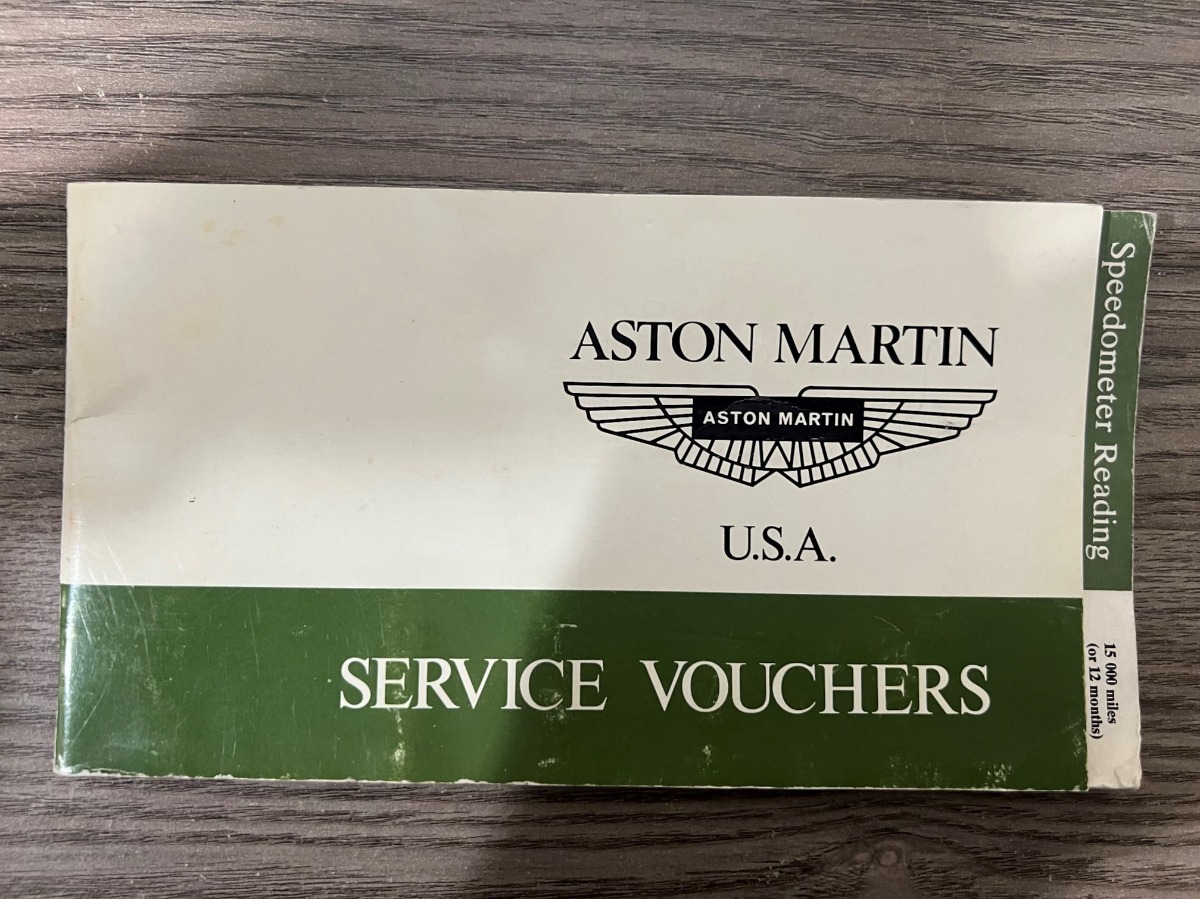 ASTON MARTIN
ASTON MARTIN
U.S.A.
SERVICE VOUCHERS
Speedometer Reading
15 000 miles
(or 12 months)